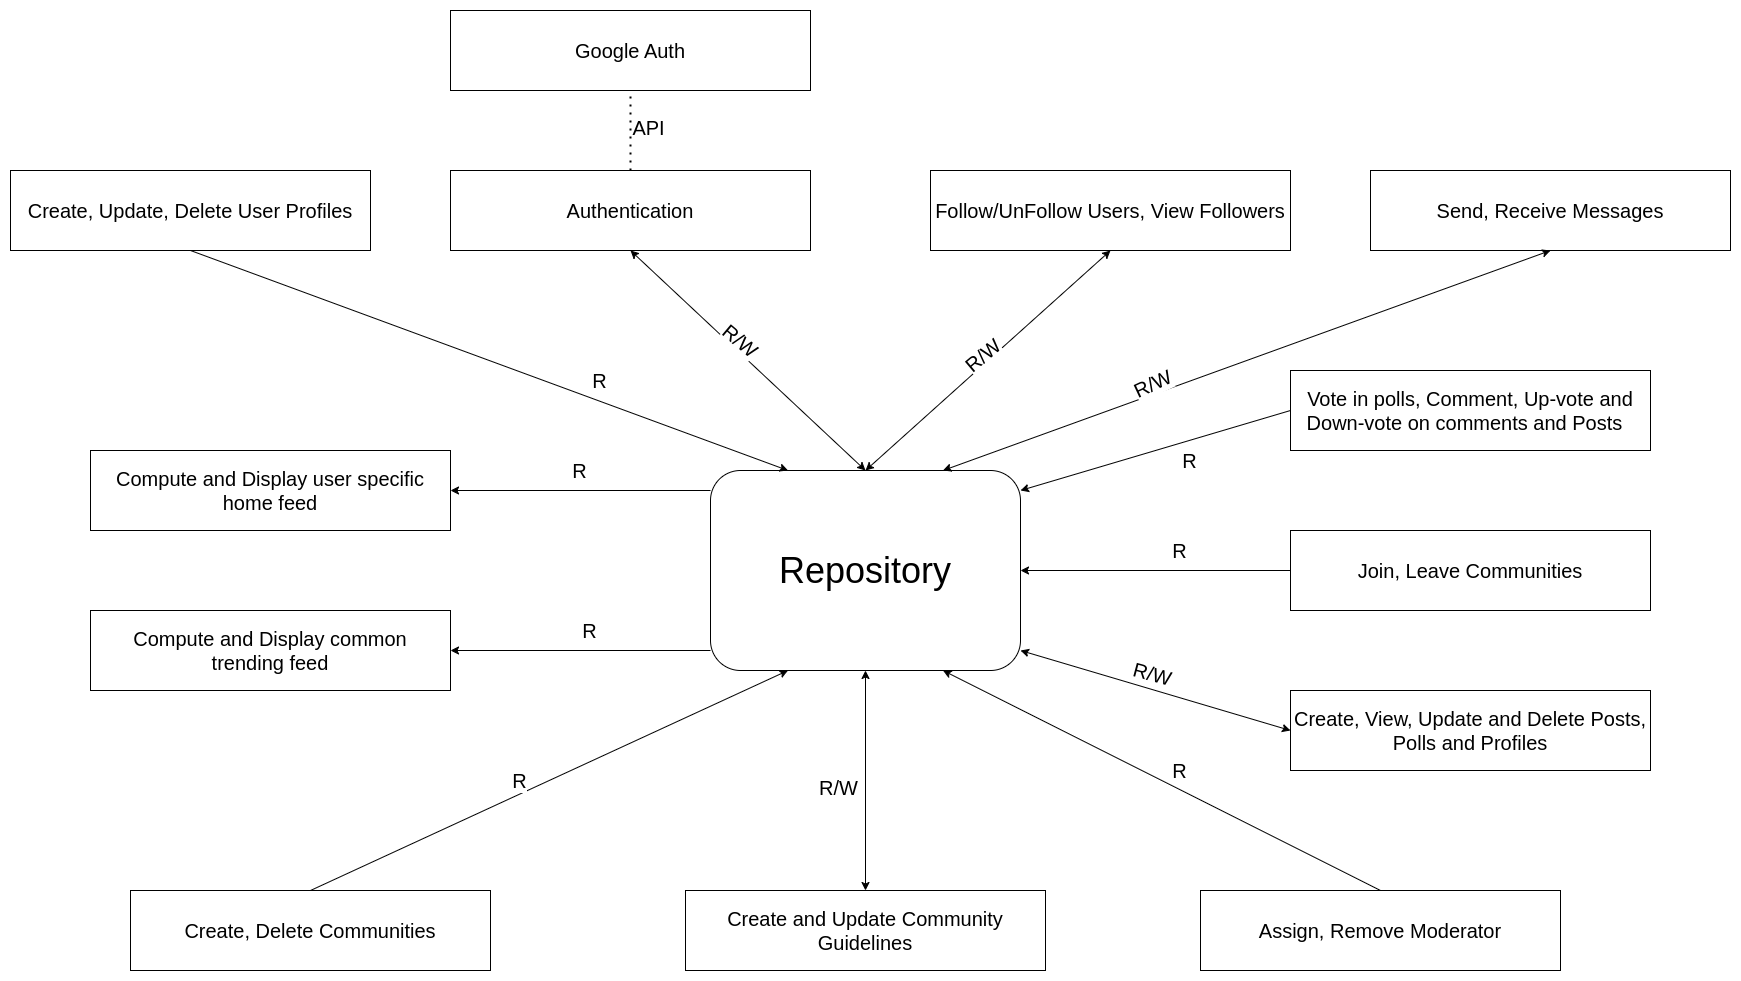 Google Auth
API
Create, Update, Delete User Profiles
Authentication
Follow/UnFollow Users, View Followers
Send, Receive Messages
R/W
R/W
R/W
R
Vote in polls, Comment, Up-vote and
Down-vote on comments and Posts
R
R
Compute and Display user specific
home feed
Repository
R
Join, Leave Communities
R
Compute and Display common
trending feed
R/W
Create, View, Update and Delete Posts,
Polls and Profiles
R
R/W
R
Create, Delete Communities
Create and Update Community
Guidelines
Assign, Remove Moderator